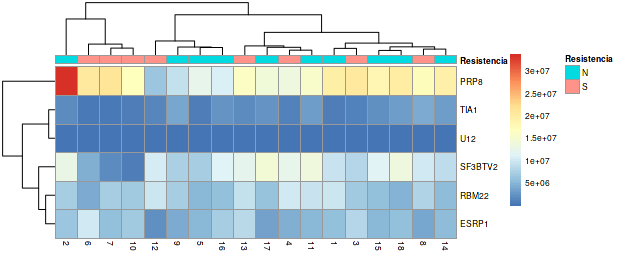 Resistencia
PRP8
TIA1
U12
SF3BTV2
RBM22
ESRP1
2 6 7 10 12 9 5 16 13 17 4 11 1 3 15 18 8 14
Resistencia
N
S
3e+07
2.5e+07
2e+07
1.5e+07
1e+07
5e+06